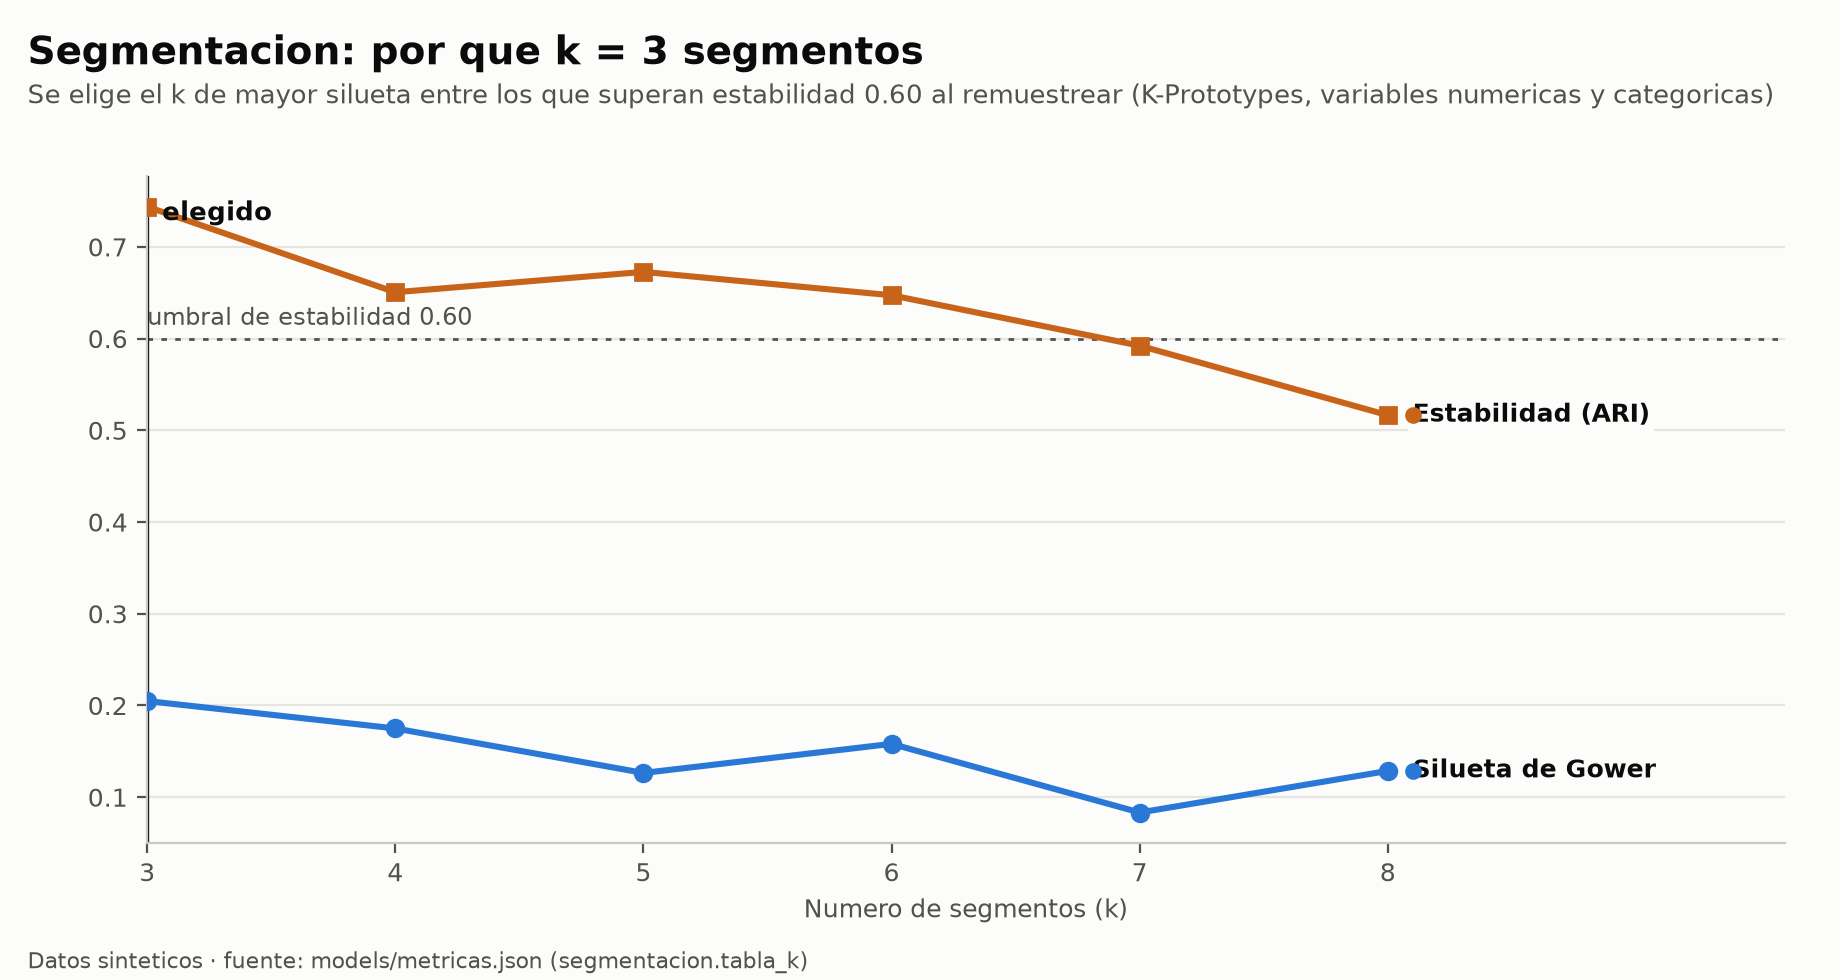 Segmentacion: por que k = 3 segmentos
Se elige el k de mayor silueta entre los que superan estabilidad 0.60 al remuestrear (K-Prototypes, variables numericas y categoricas)
elegido
0.7
umbral de estabilidad 0.60
0.6
Estabilidad (ARI)
0.5
0.4
0.3
0.2
Silueta de Gower
0.1
3 4 5 6 7 8
Numero de segmentos (k)
Datos sinteticos · fuente: models/metricas.json (segmentacion.tabla_k)